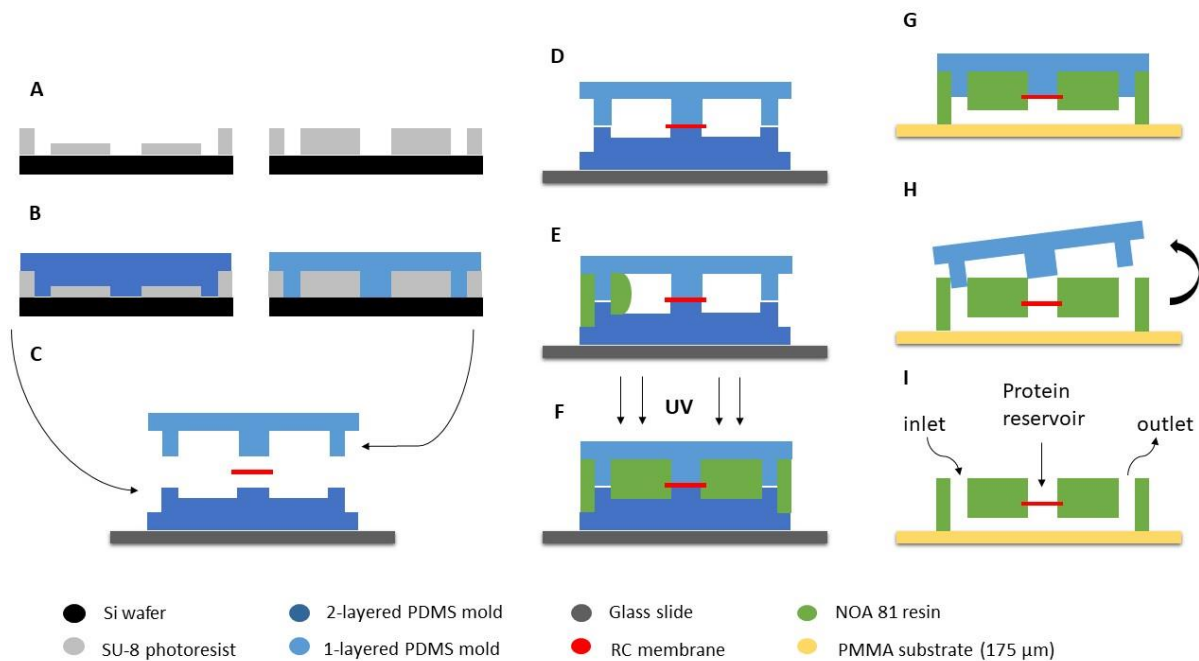 A
B
C
D
E
UV
F
G
H
I
Protein
reservoir
inlet
outlet
Si wafer
2-layered PDMS mold
Glass slide
NOA 81 resin
SU-8 photoresist
1-layered PDMS mold
RC membrane
PMMA substrate (175 μm)